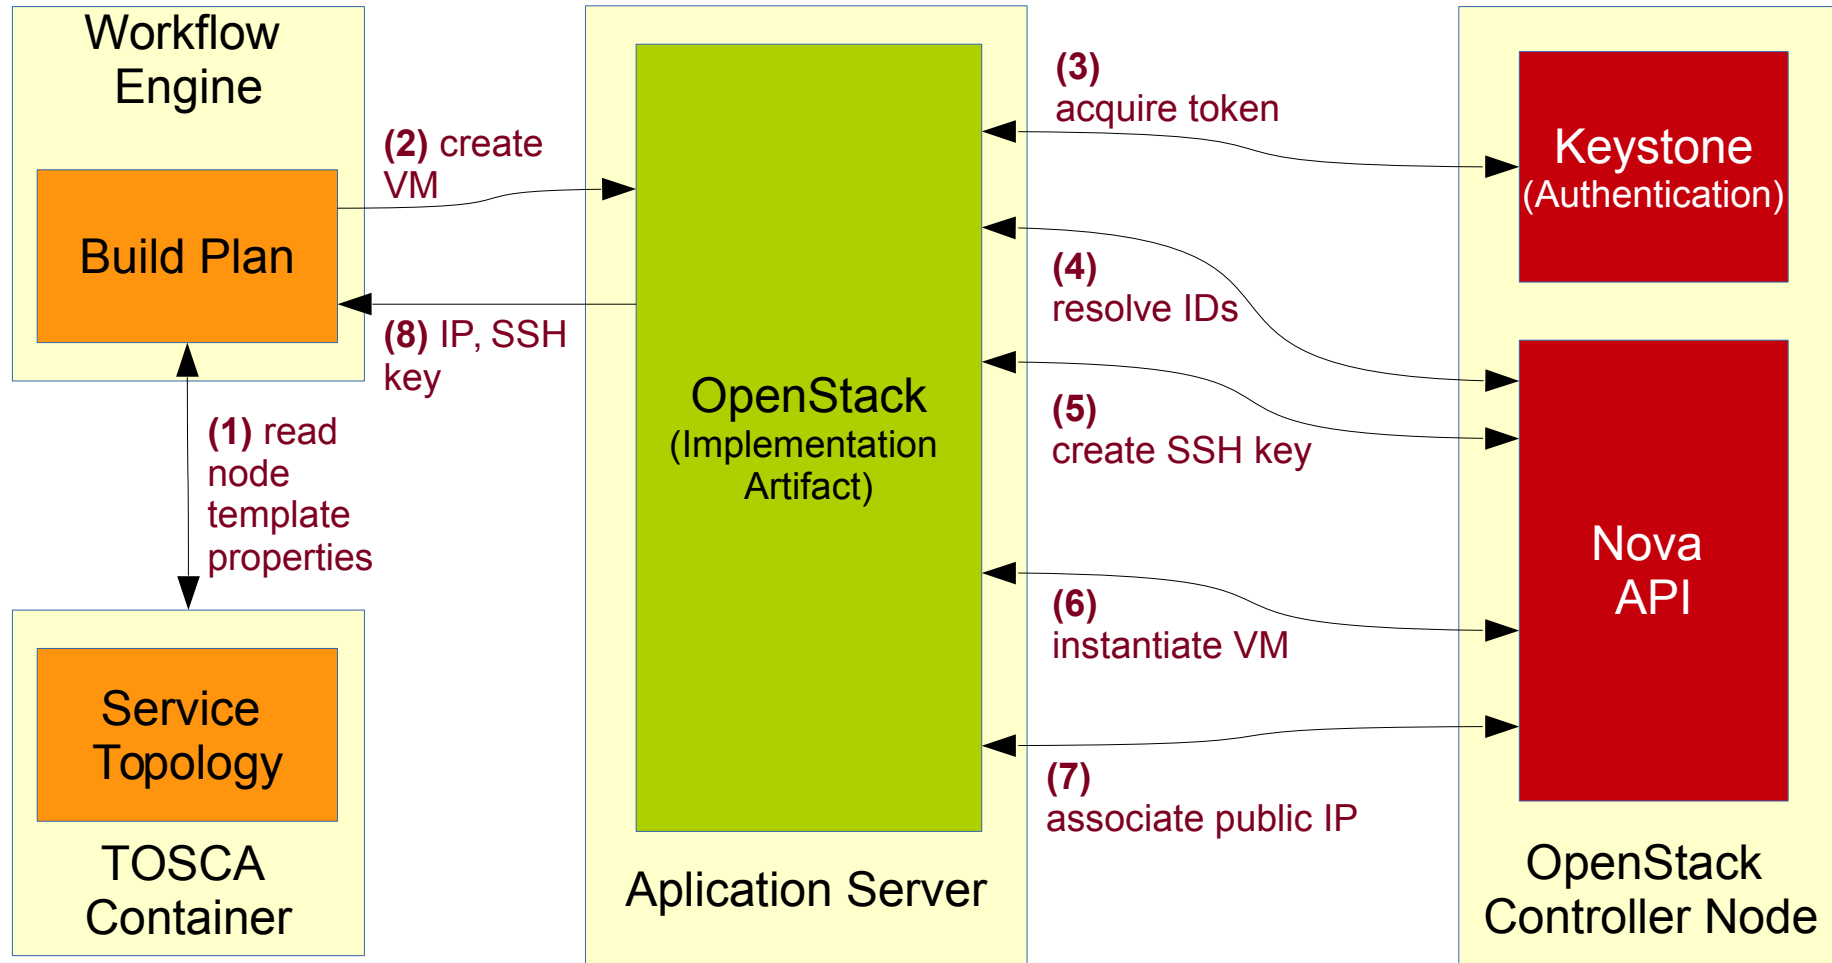 Workflow
Engine
Build Plan
(1) read
node
template
properties
Service
Topology
TOSCA
Container
(2) create
VM
(8) IP, SSH
key
OpenStack
(Implementation
Artifact)
Aplication Server
(3)
acquire token
(4)
resolve IDs
(5)
create SSH key
(6)
instantiate VM
(7)
associate public IP
Keystone
(Authentication)
Nova
API
OpenStack
Controller Node